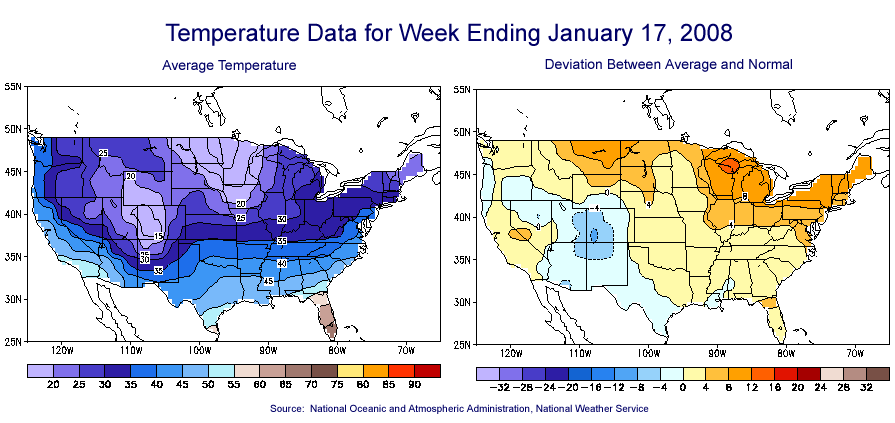 Temperature Data for Week Ending January 17, 2008
Average Temperature
Deviation Between Average and Normal
55N
50N
45N
40N
35N
30N
25N
120W 110W 100W 90W 80W 70W
25
20
20
25
30
15
35
25
30
35
40
45
20 25 30 35 40 45 50 55 60 65 70 75 80 85 90
55N
50N
45N
40N
35N
30N
25N
120W 110W 100W 90W 80W 70W
0
4
8
-4
0
4
-32 -28 -24 -20 -16 -12 -8 -4 0 4 8 12 16 20 24 28 32
Source: National Oceanic and Atmospheric Administration, National Weather Service